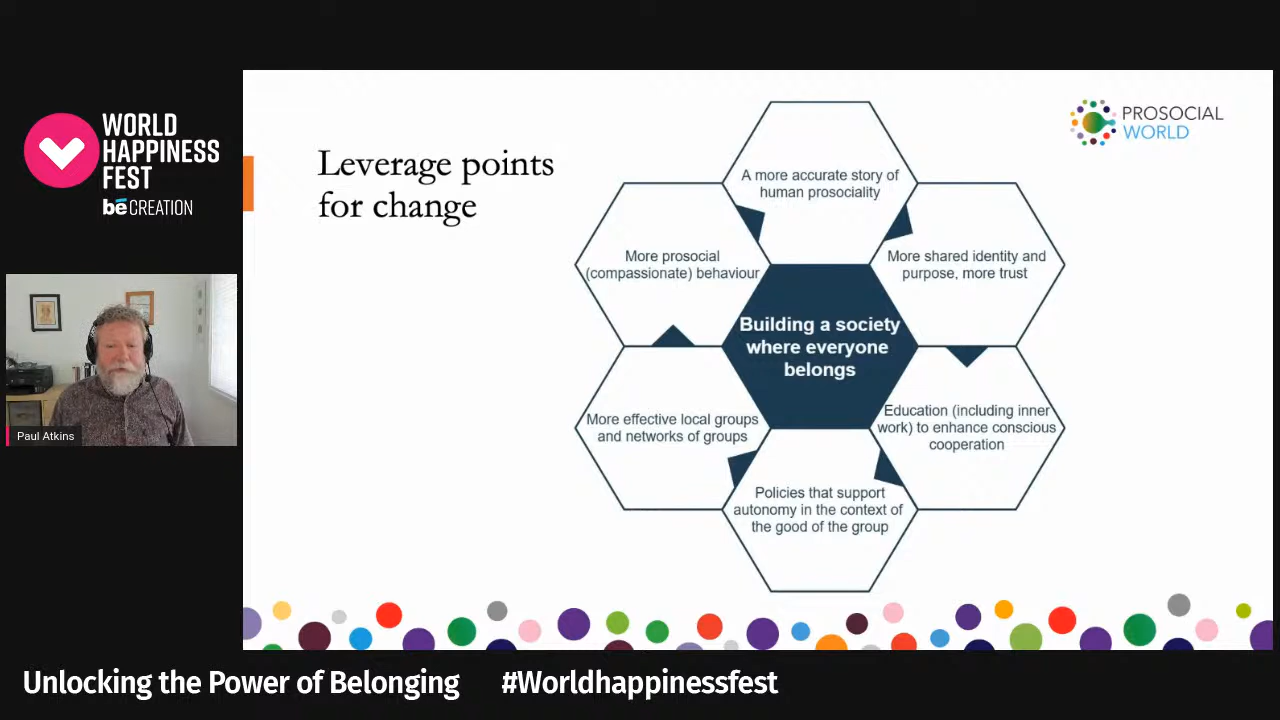 WORLD
HAPPINESS
FEST
be CREATION
Paul Atkins
Leverage points
for change
PROSOCIAL
WORLD
A more accurate story of
human prosociality
More shared identity and
purpose, more trust
Education (including inner
work) to enhance conscious
cooperation
Policies that support
autonomy in the context of
the good of the group
More effective local groups
and networks of groups
More prosocial
(compassionate) behaviour
Building a society
where everyone
belongs
Unlocking the Power of Belonging #Worldhappinessfest